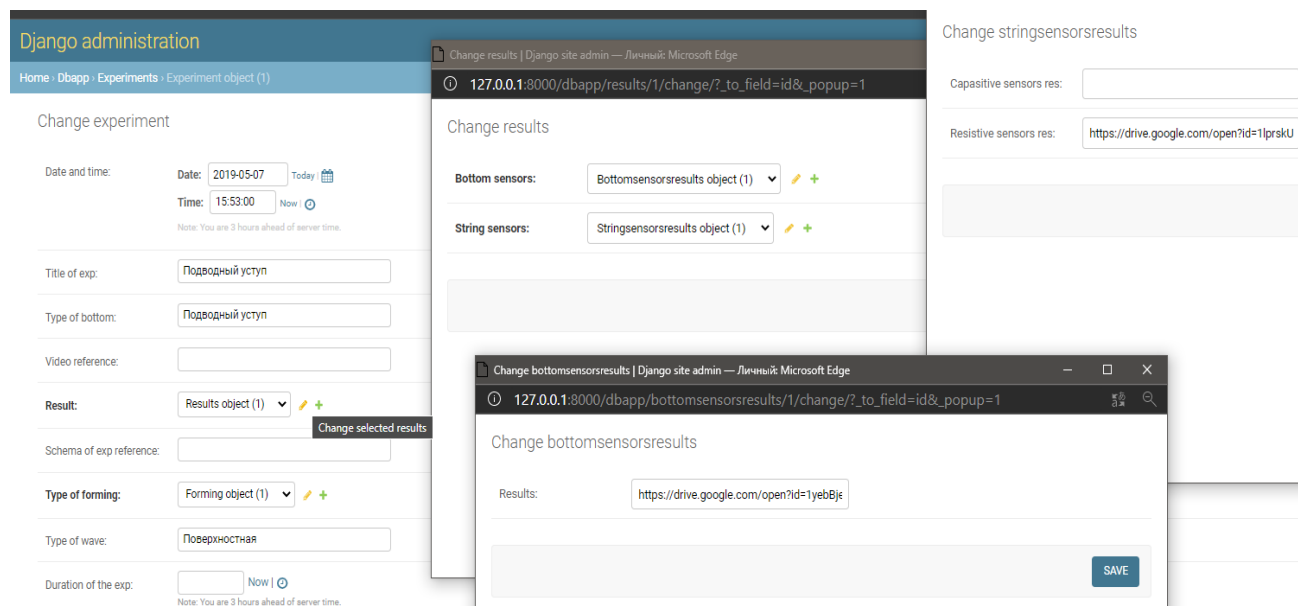 Django administration
Home › Dbapp › Experiments › Experiment object (1)
Change experiment
Date and time:
Date: 2019-05-07 Today |
Time: 15:53:00 Now |
Note: You are 3 hours ahead of server time.
Title of exp: Подводный уступ
Type of bottom: Подводный уступ
Video reference:
Result: Results object (1)
Change selected results
Schema of exp reference:
Type of forming: Forming object (1)
Type of wave: Поверхностная
Duration of the exp: Now |
Note: You are 3 hours ahead of server time.
Change results | Django site admin — Личный: Microsoft Edge
127.0.0.1:8000/dbapp/results/1/change/?_to_field=id&_popup=1
Change results
Bottom sensors: Bottomsensorsresults object (1)
String sensors: Stringsensorsresults object (1)
Change stringsensorsresults
Capasitive sensors res:
Resistive sensors res: https://drive.google.com/open?id=1lprskU
Change bottomsensorsresults | Django site admin — Личный: Microsoft Edge
127.0.0.1:8000/dbapp/bottomsensorsresults/1/change/?_to_field=id&_popup=1
Change bottomsensorsresults
Results: https://drive.google.com/open?id=1yebBje
SAVE